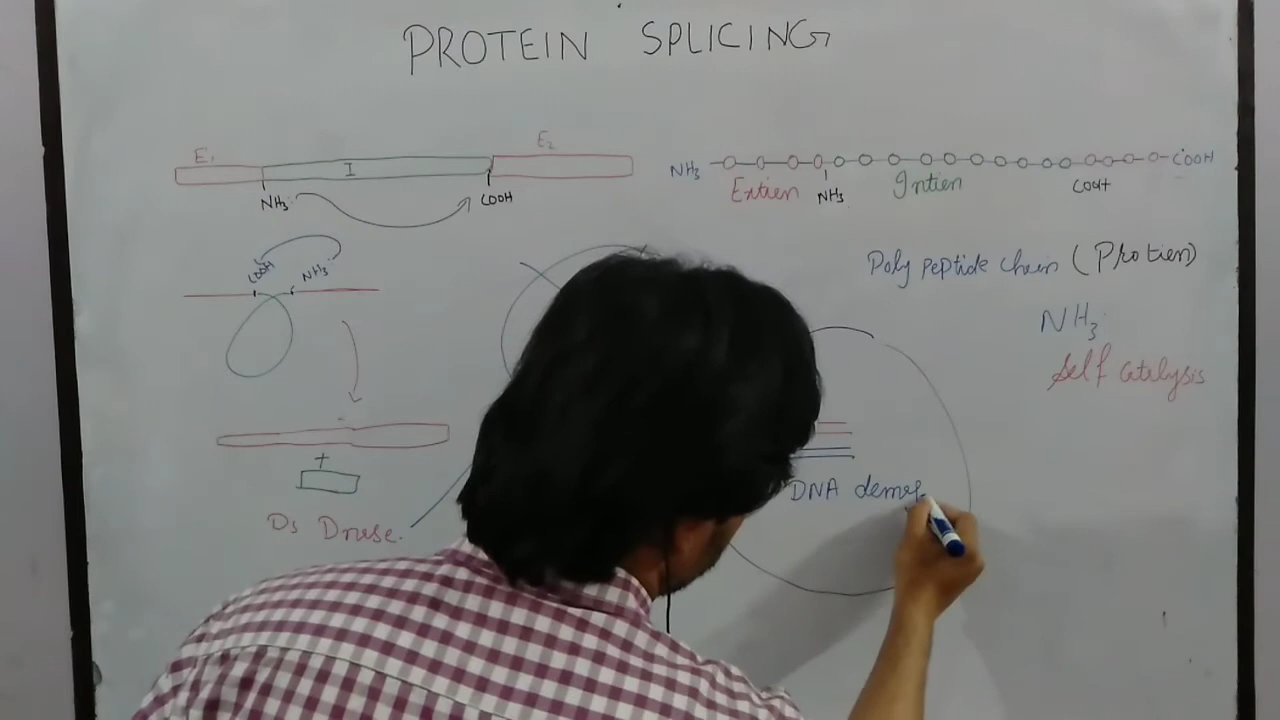 PROTEIN SPLICING
E₁ I E₂
NH₃ COOH
NH₃ COOH
Extien NH₃ Intien COOH
COOH NH₃
Poly peptide chain (Protien)
NH₃
Self catalysis
+
DNA
Ds Dnase.